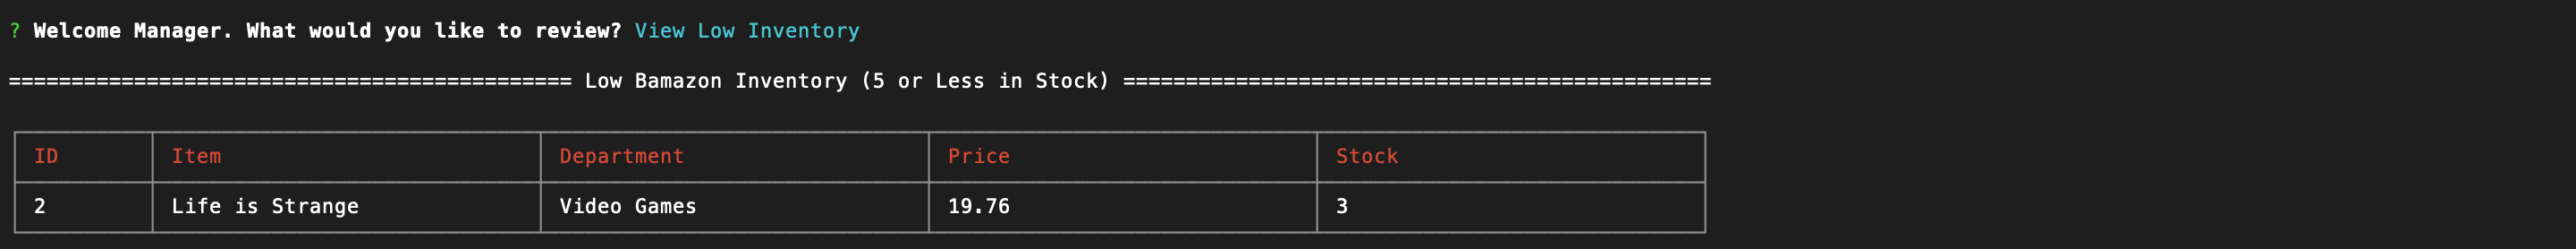 ? Welcome Manager. What would you like to review? View Low Inventory
============================================= Low Bamazon Inventory (5 or Less in Stock) ===============================================
ID Item Department Price Stock
2 Life is Strange Video Games 19.76 3